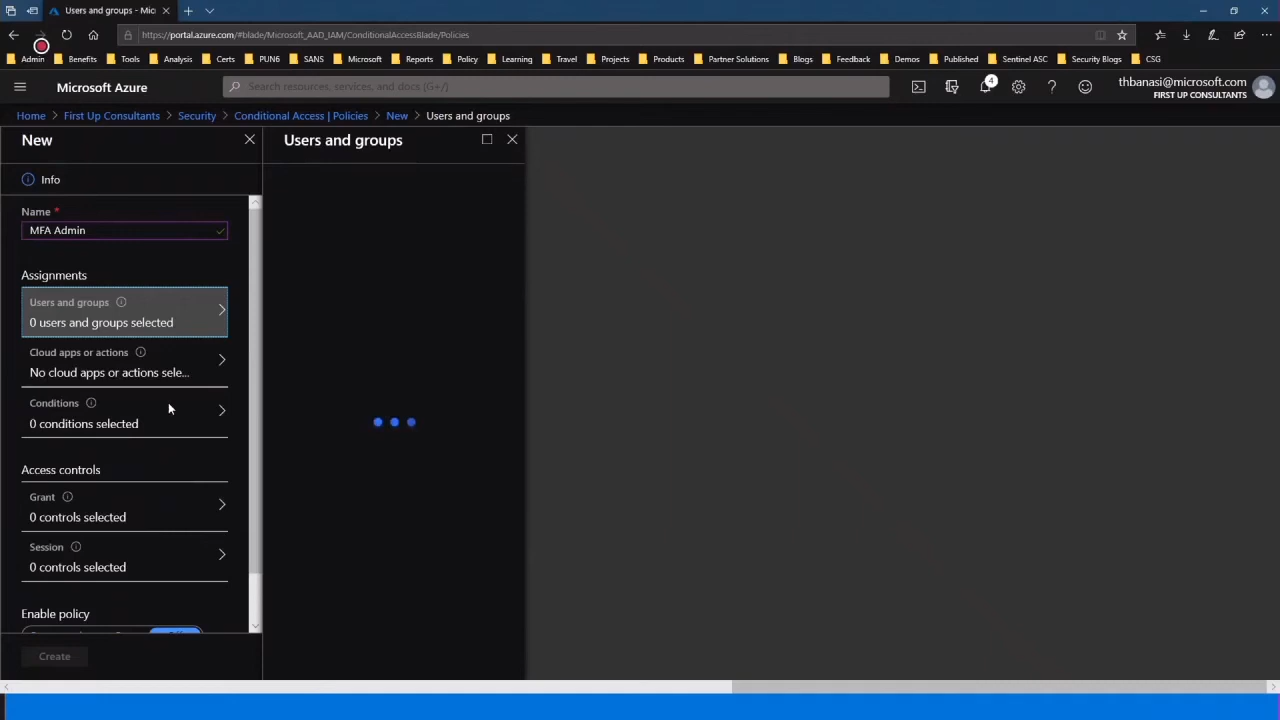 Users and groups - Mic
https://portal.azure.com/#blade/Microsoft_AAD_IAM/ConditionalAccessBlade/Policies
Admin Benefits Tools Analysis Certs PUN6 SANS Microsoft Reports Policy Learning Travel Projects Products Partner Solutions Blogs Feedback Demos Published Sentinel ASC Security Blogs CSG
Microsoft Azure
Search resources, services, and docs (G+/)
4
thbanasi@microsoft.com
FIRST UP CONSULTANTS
Home > First Up Consultants > Security > Conditional Access | Policies > New > Users and groups
New
Users and groups
Info
Name *
MFA Admin
Assignments
Users and groups
0 users and groups selected
Cloud apps or actions
No cloud apps or actions sele...
Conditions
0 conditions selected
Access controls
Grant
0 controls selected
Session
0 controls selected
Enable policy
Create